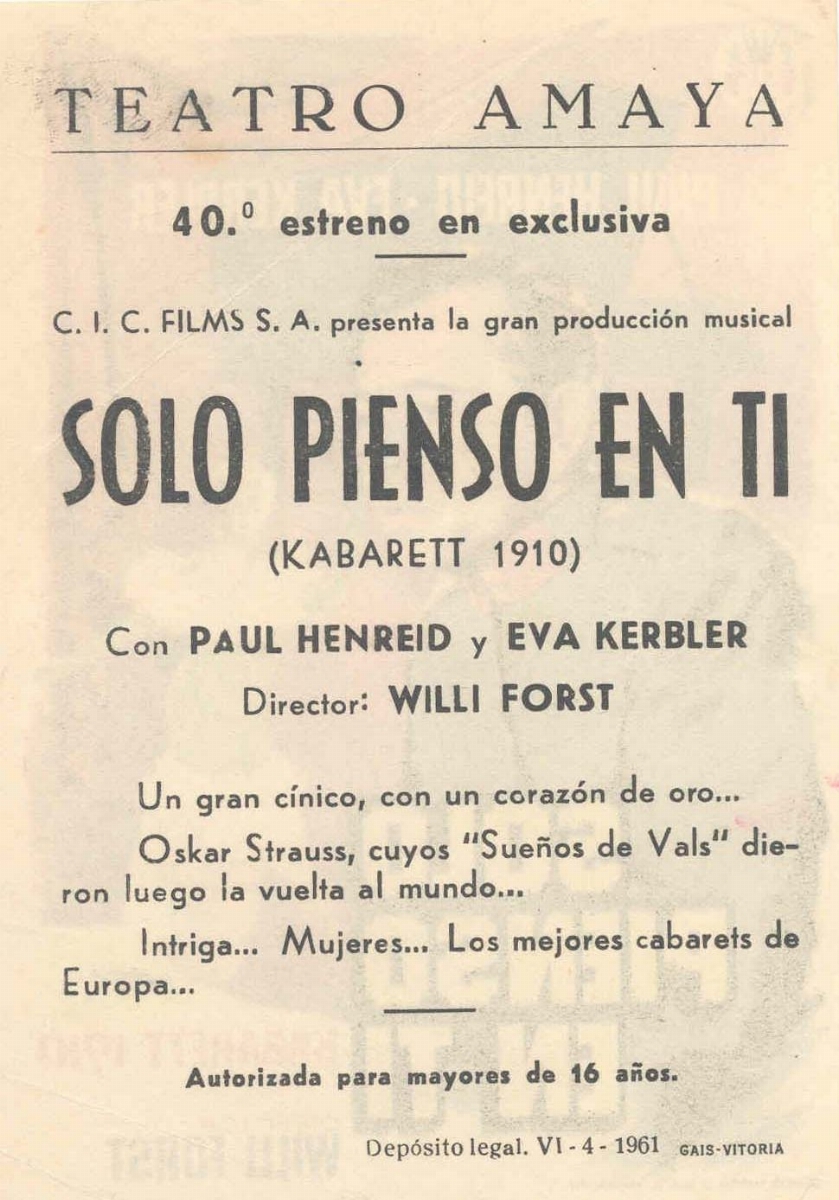 TEATRO AMAYA
40.º estreno en exclusiva
C. I. C. FILMS S. A. presenta la gran producción musical
SOLO PIENSO EN TI
(KABARETT 1910)
Con PAUL HENREID y EVA KERBLER
Director: WILLI FORST
Un gran cínico, con un corazón de oro...
Oskar Strauss, cuyos "Sueños de Vals" die-
ron luego la vuelta al mundo...
Intriga... Mujeres... Los mejores cabarets de
Europa...
Autorizada para mayores de 16 años.
Depósito legal. VI - 4 - 1961 GAIS-VITORIA